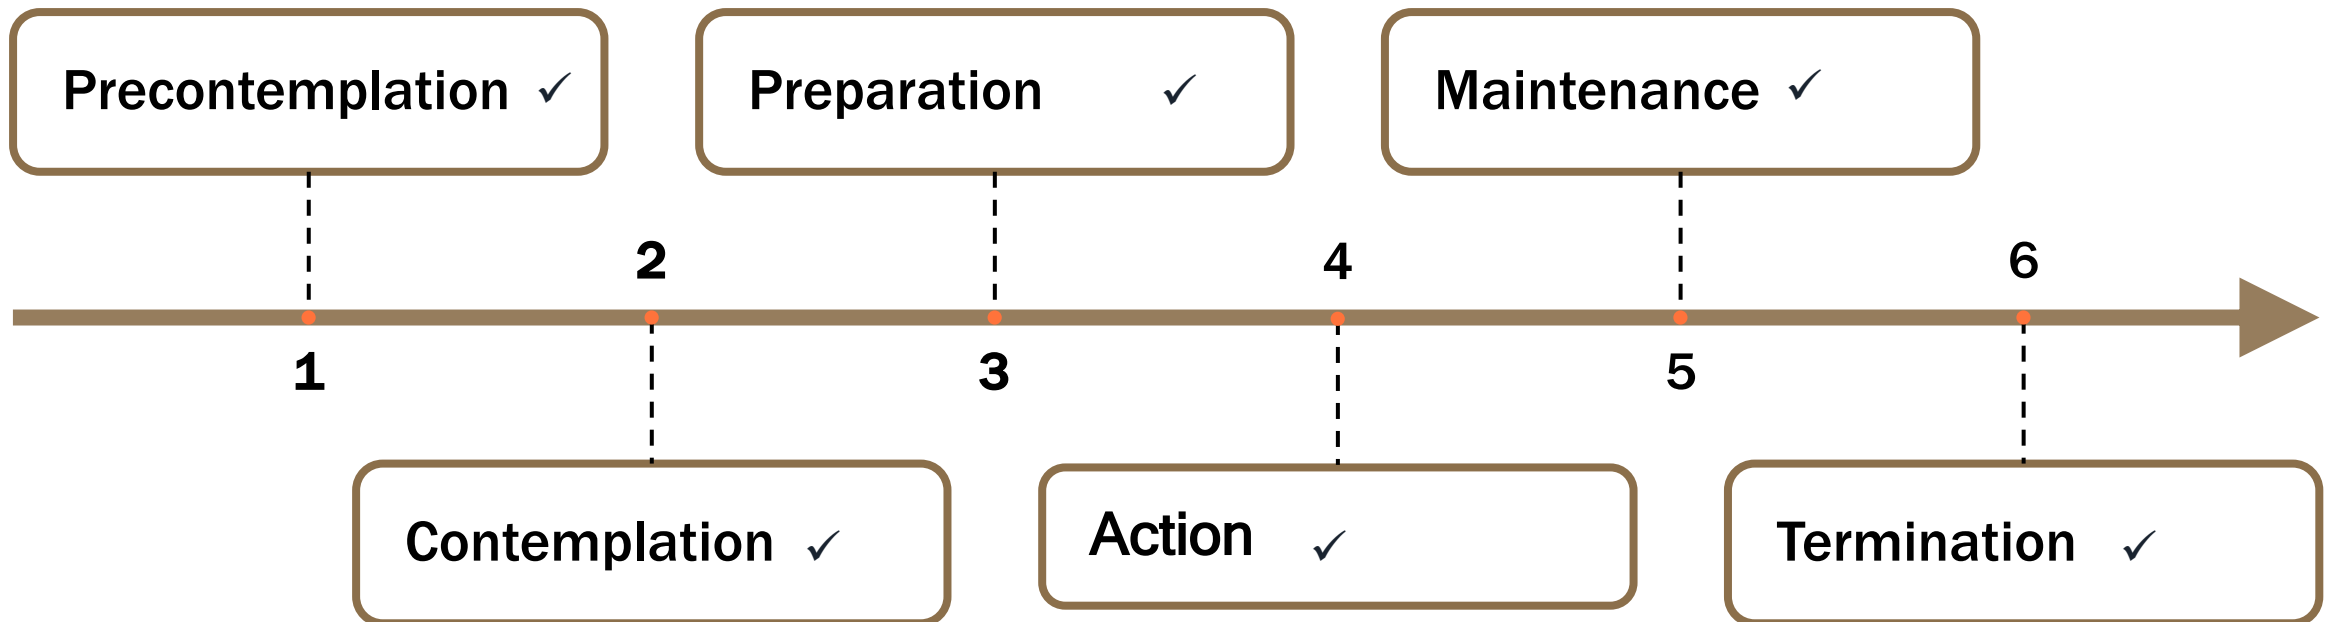 Precontemplation ✓
Preparation ✓
Maintenance ✓
2
4
6
1
3
5
Contemplation ✓
Action ✓
Termination ✓